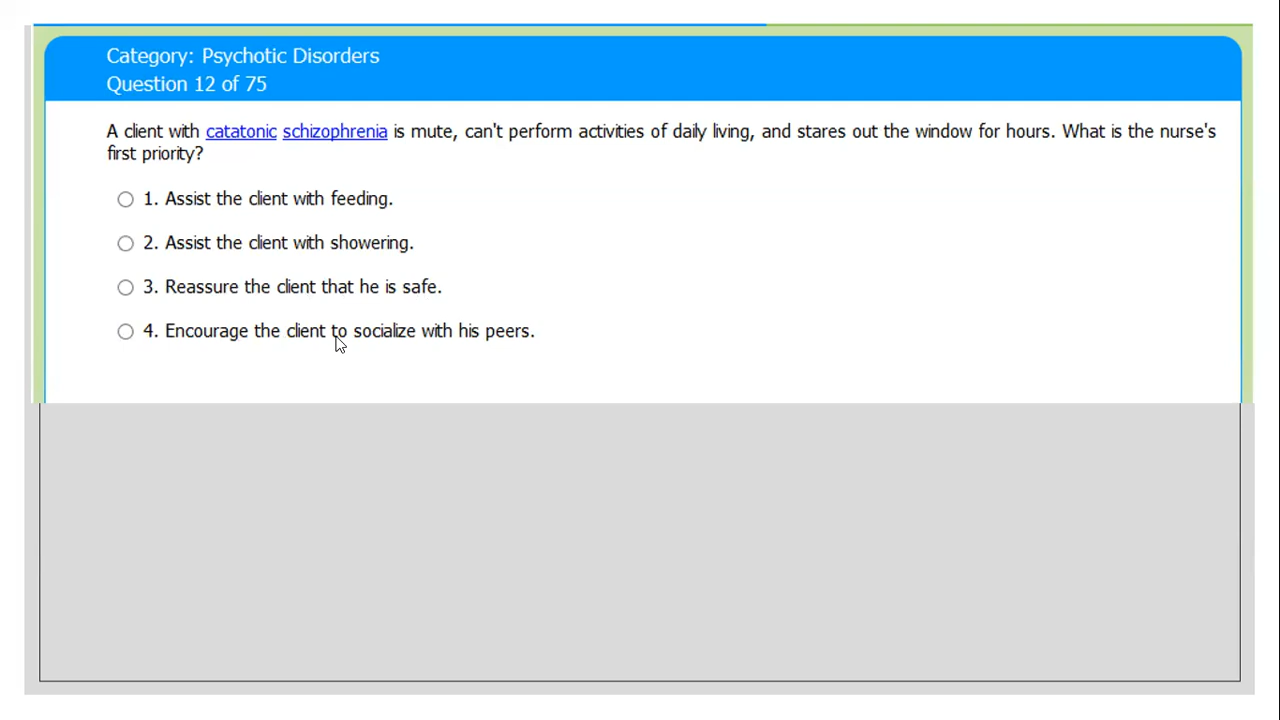 Category: Psychotic Disorders
Question 12 of 75
A client with catatonic schizophrenia is mute, can't perform activities of daily living, and stares out the window for hours. What is the nurse's
first priority?
1. Assist the client with feeding.
2. Assist the client with showering.
3. Reassure the client that he is safe.
4. Encourage the client to socialize with his peers.